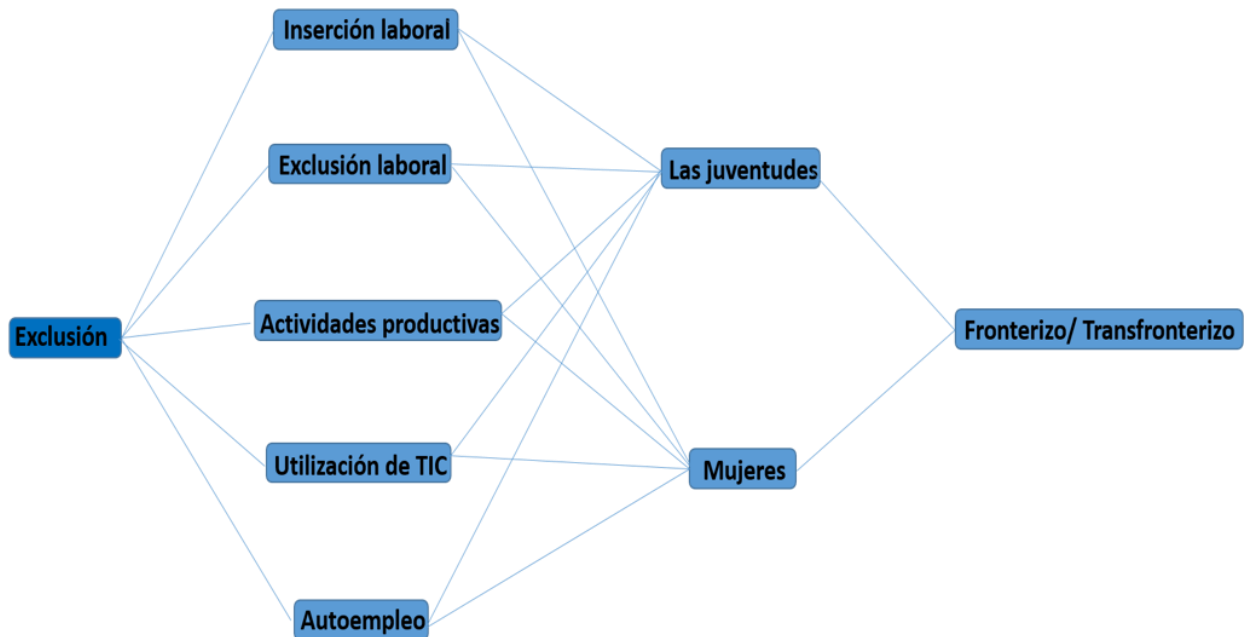 Inserción laboral
Exclusión laboral
Las juventudes
Actividades productivas
Exclusión
Fronterizo/ Transfronterizo
Utilización de TIC
Mujeres
Autoempleo